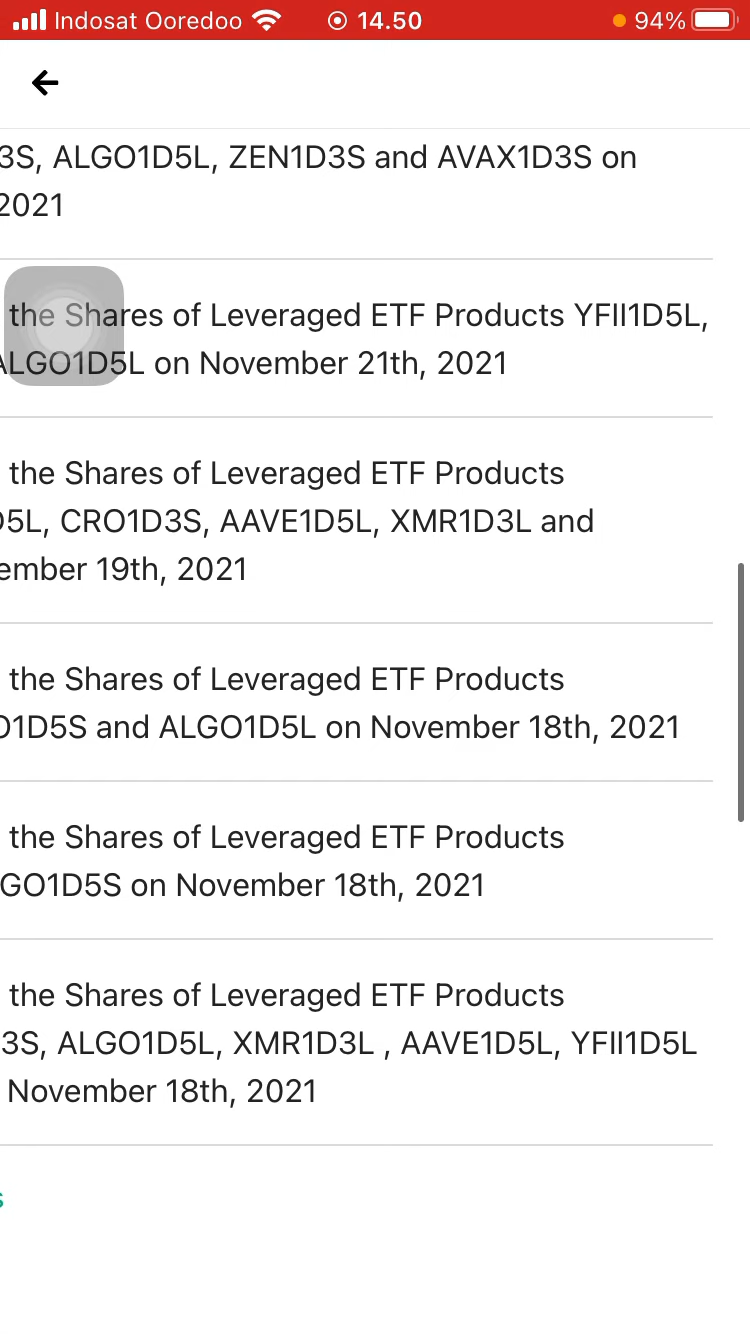 Indosat Ooredoo 14.50 94%
3S, ALGO1D5L, ZEN1D3S and AVAX1D3S on
2021
the Shares of Leveraged ETF Products YFII1D5L,
ALGO1D5L on November 21th, 2021
the Shares of Leveraged ETF Products
5L, CRO1D3S, AAVE1D5L, XMR1D3L and
ember 19th, 2021
the Shares of Leveraged ETF Products
O1D5S and ALGO1D5L on November 18th, 2021
the Shares of Leveraged ETF Products
GO1D5S on November 18th, 2021
the Shares of Leveraged ETF Products
3S, ALGO1D5L, XMR1D3L , AAVE1D5L, YFII1D5L
November 18th, 2021
s